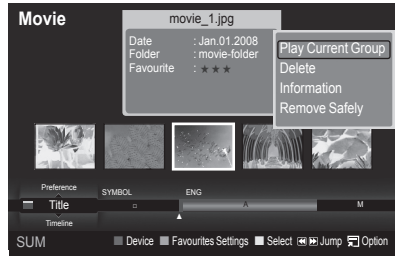 Movie
movie_1.jpg
Date : Jan.01.2008
Folder : movie-folder
Favourite : ★ ★ ★
Play Current Group
Delete
Information
Remove Safely
Preference
Title
Timeline
SYMBOL ENG
□ A M
SUM Device Favourites Settings Select Jump Option